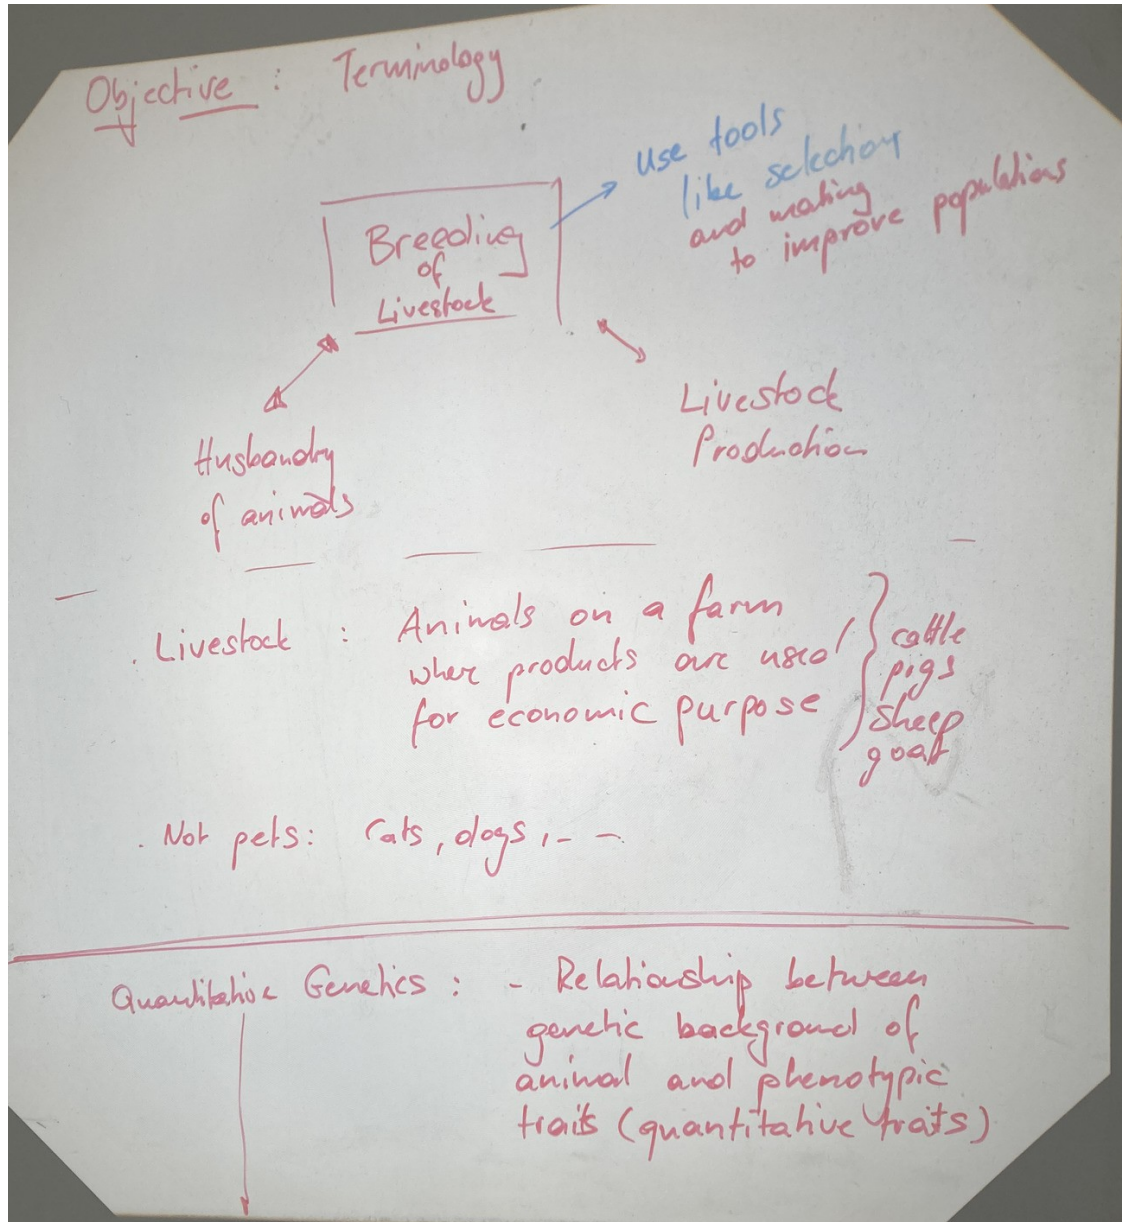 Objective : Terminology
Breeding
of
Livestock
use tools
like selection
and mating
to improve populations
Husbandry
of animals
Livestock
Production
. Livestock : Animals on a farm
where products are used
for economic purpose
cattle
pigs
sheep
goat
. Not pets: Cats, dogs, - -
Quantitative Genetics : - Relationship between
genetic background of
animal and phenotypic
traits (quantitative traits)